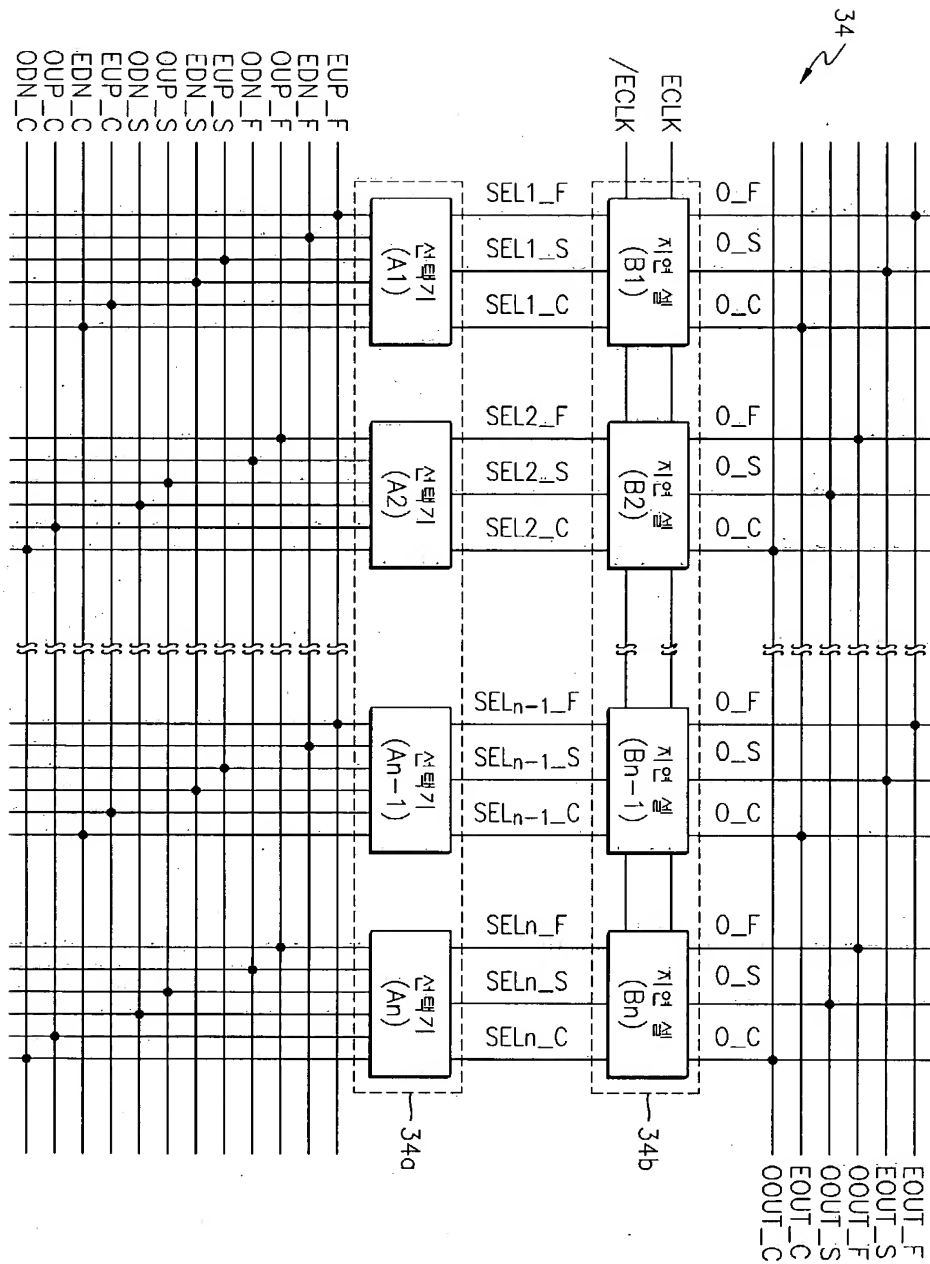 34
EUP_F
EDN_F
OUP_F
ODN_F
EUP_S
EDN_S
OUP_S
ODN_S
EUP_C
EDN_C
OUP_C
ODN_C
ECLK
/ECLK
선택기
(A1)
SEL1_F
SEL1_S
SEL1_C
지연 셀
(B1)
O_F
O_S
O_C
선택기
(A2)
SEL2_F
SEL2_S
SEL2_C
지연 셀
(B2)
O_F
O_S
O_C
선택기
(An-1)
SELn-1_F
SELn-1_S
SELn-1_C
지연 셀
(Bn-1)
O_F
O_S
O_C
선택기
(An)
SELn_F
SELn_S
SELn_C
지연 셀
(Bn)
O_F
O_S
O_C
34a
34b
EOUT_F
EOUT_S
OOUT_F
OOUT_S
EOUT_C
OOUT_C